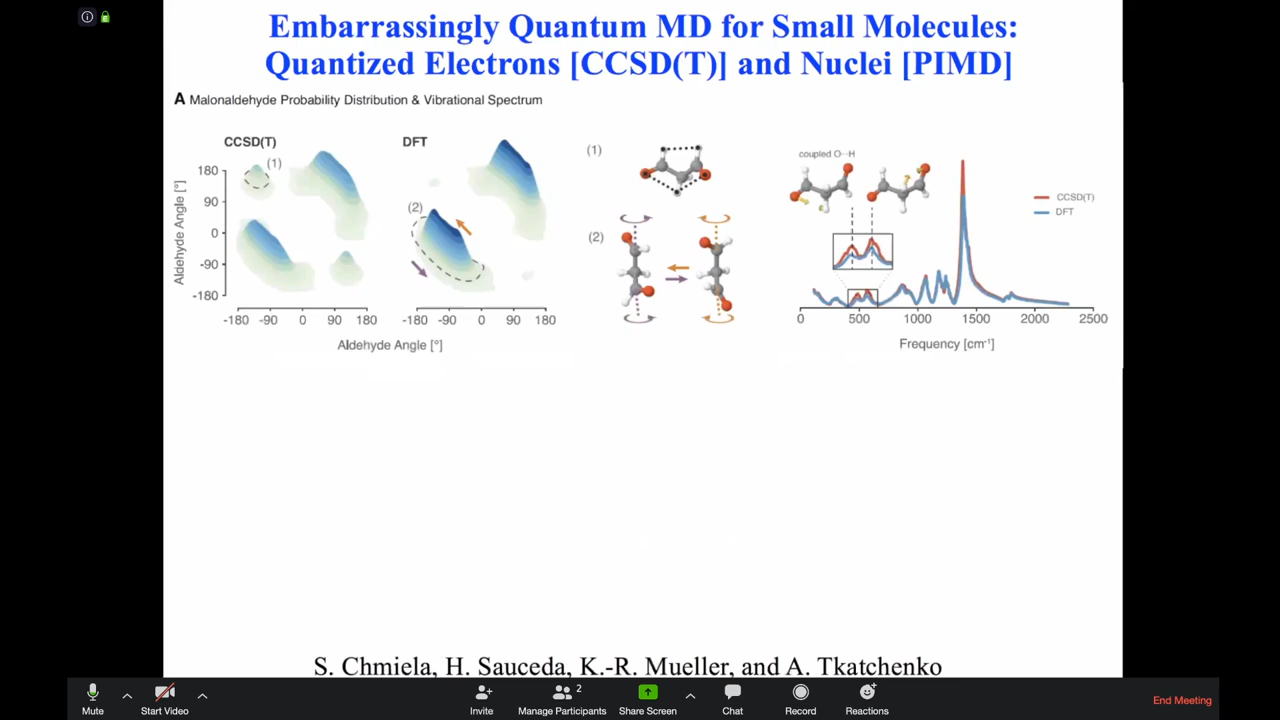 Embarrassingly Quantum MD for Small Molecules:
Quantized Electrons [CCSD(T)] and Nuclei [PIMD]
A Malonaldehyde Probability Distribution & Vibrational Spectrum
CCSD(T)
(1)
180
90
0
-90
-180
Aldehyde Angle [°]
-180 -90 0 90 180
DFT
(2)
-180 -90 0 90 180
Aldehyde Angle [°]
(1)
(2)
coupled O···H
CCSD(T)
DFT
0 500 1000 1500 2000 2500
Frequency [cm⁻¹]
S. Chmiela, H. Sauceda, K.-R. Mueller, and A. Tkatchenko
Mute
Start Video
Invite
2
Manage Participants
Share Screen
Chat
Record
Reactions
End Meeting